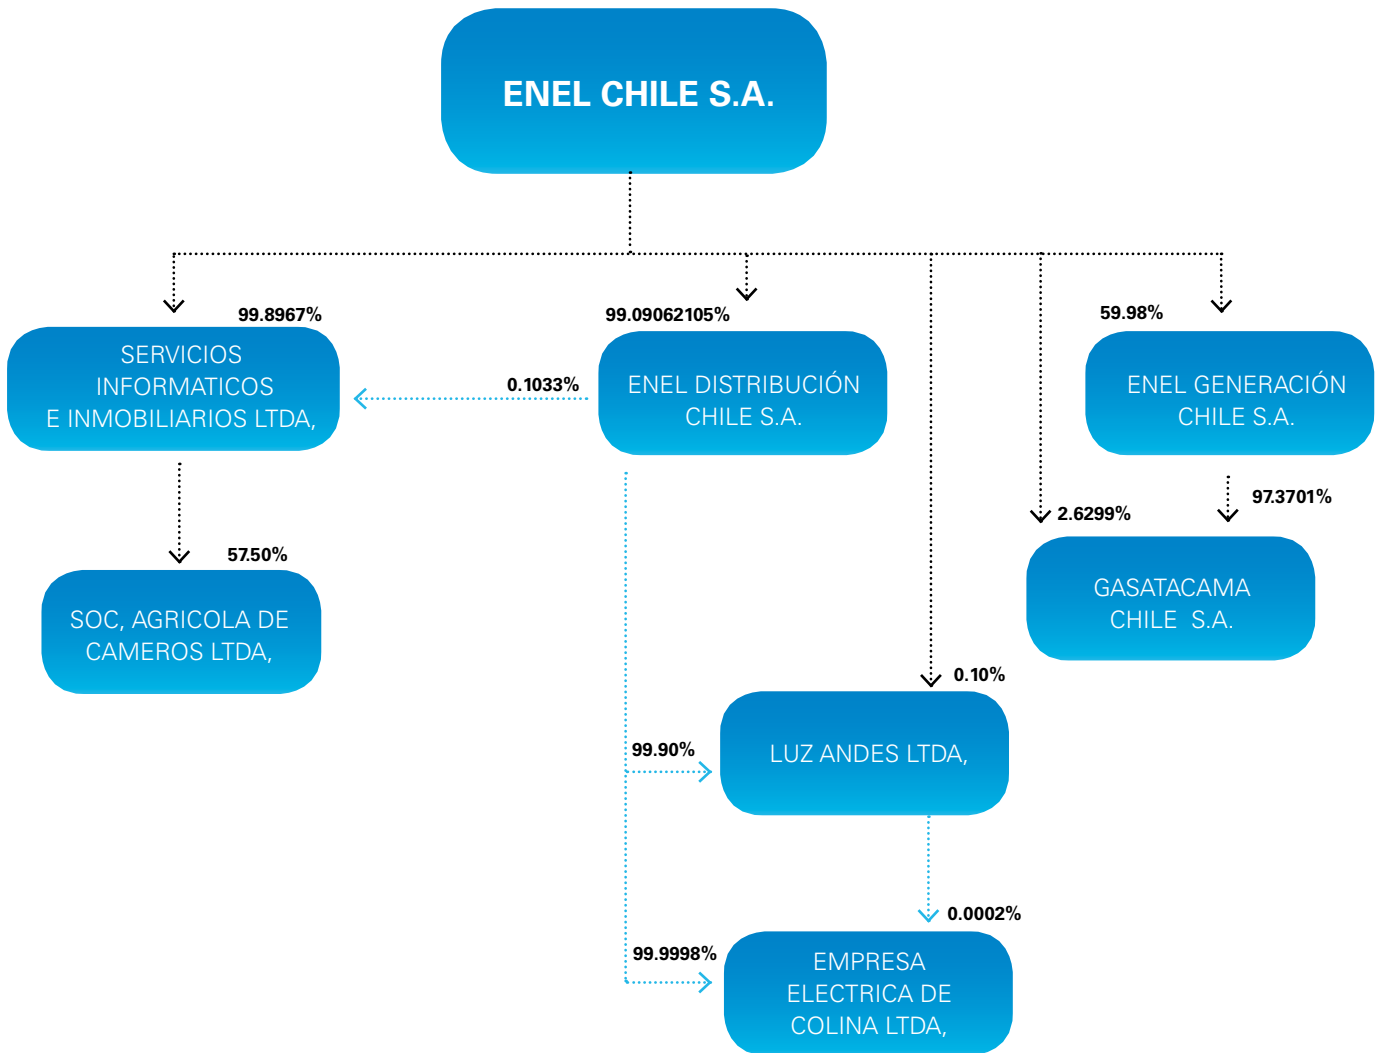 ENEL CHILE S.A.
99.8967%
99.09062105%
59.98%
SERVICIOS
INFORMATICOS
E INMOBILIARIOS LTDA,
0.1033%
ENEL DISTRIBUCIÓN
CHILE S.A.
ENEL GENERACIÓN
CHILE S.A.
57.50%
2.6299%
97.3701%
SOC, AGRICOLA DE
CAMEROS LTDA,
GASATACAMA
CHILE S.A.
0.10%
99.90%
LUZ ANDES LTDA,
0.0002%
99.9998%
EMPRESA
ELECTRICA DE
COLINA LTDA,